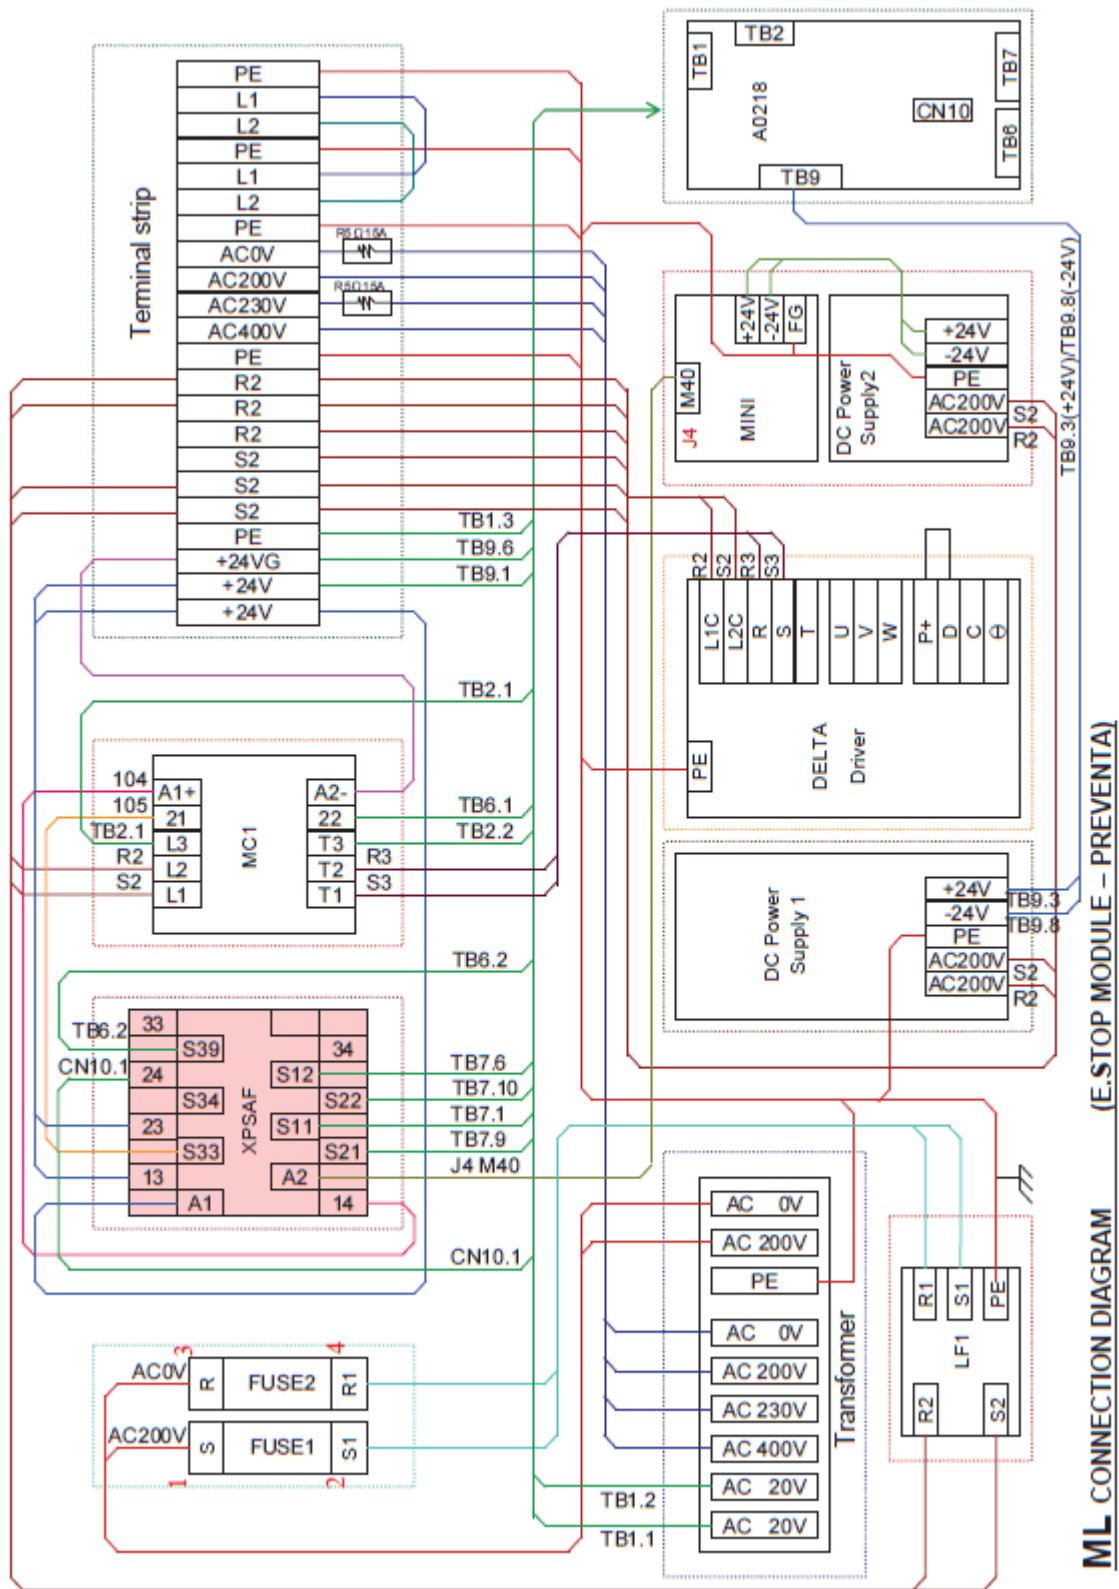 Terminal strip
PE
L1
L2
PE
L1
L2
PE
AC0V
AC200V
AC230V
AC400V
PE
R2
R2
R2
S2
S2
S2
PE
+24VG
+24V
+24V
R5Ω15A
R5Ω15A
TB1.3
TB9.6
TB9.1
TB2
TB1
A0218
TB7
CN10
TB6
TB9
+24V
-24V
FG
M40
J4
MINI
DC Power
Supply2
+24V
-24V
PE
AC200V
AC200V
S2
R2
TB9.3(+24V)/TB9.8(-24V)
R2
S2
R3
S3
L1C
L2C
R
S
T
U
V
W
P+
D
C
⊖
PE
DELTA
Driver
TB2.1
104
105
TB2.1
R2
S2
A1+
21
L3
L2
L1
MC1
A2-
22
T3
T2
T1
TB6.1
TB2.2
R3
S3
DC Power
Supply 1
+24V
-24V
PE
AC200V
AC200V
TB9.3
TB9.8
S2
R2
TB6.2
TB6.2
CN10.1
33
S39
24
S34
23
S33
13
A1
XPSAF
34
S12
S22
S11
S21
A2
14
TB7.6
TB7.10
TB7.1
TB7.9
J4 M40
CN10.1
AC0V
3
4
R
FUSE2
R1
AC200V
S
FUSE1
S1
1
2
AC 0V
AC 200V
PE
AC 0V
AC 200V
AC 230V
AC 400V
AC 20V
AC 20V
Transformer
TB1.2
TB1.1
R1
S1
PE
LF1
R2
S2
ML CONNECTION DIAGRAM (E.STOP MODULE – PREVENTA)